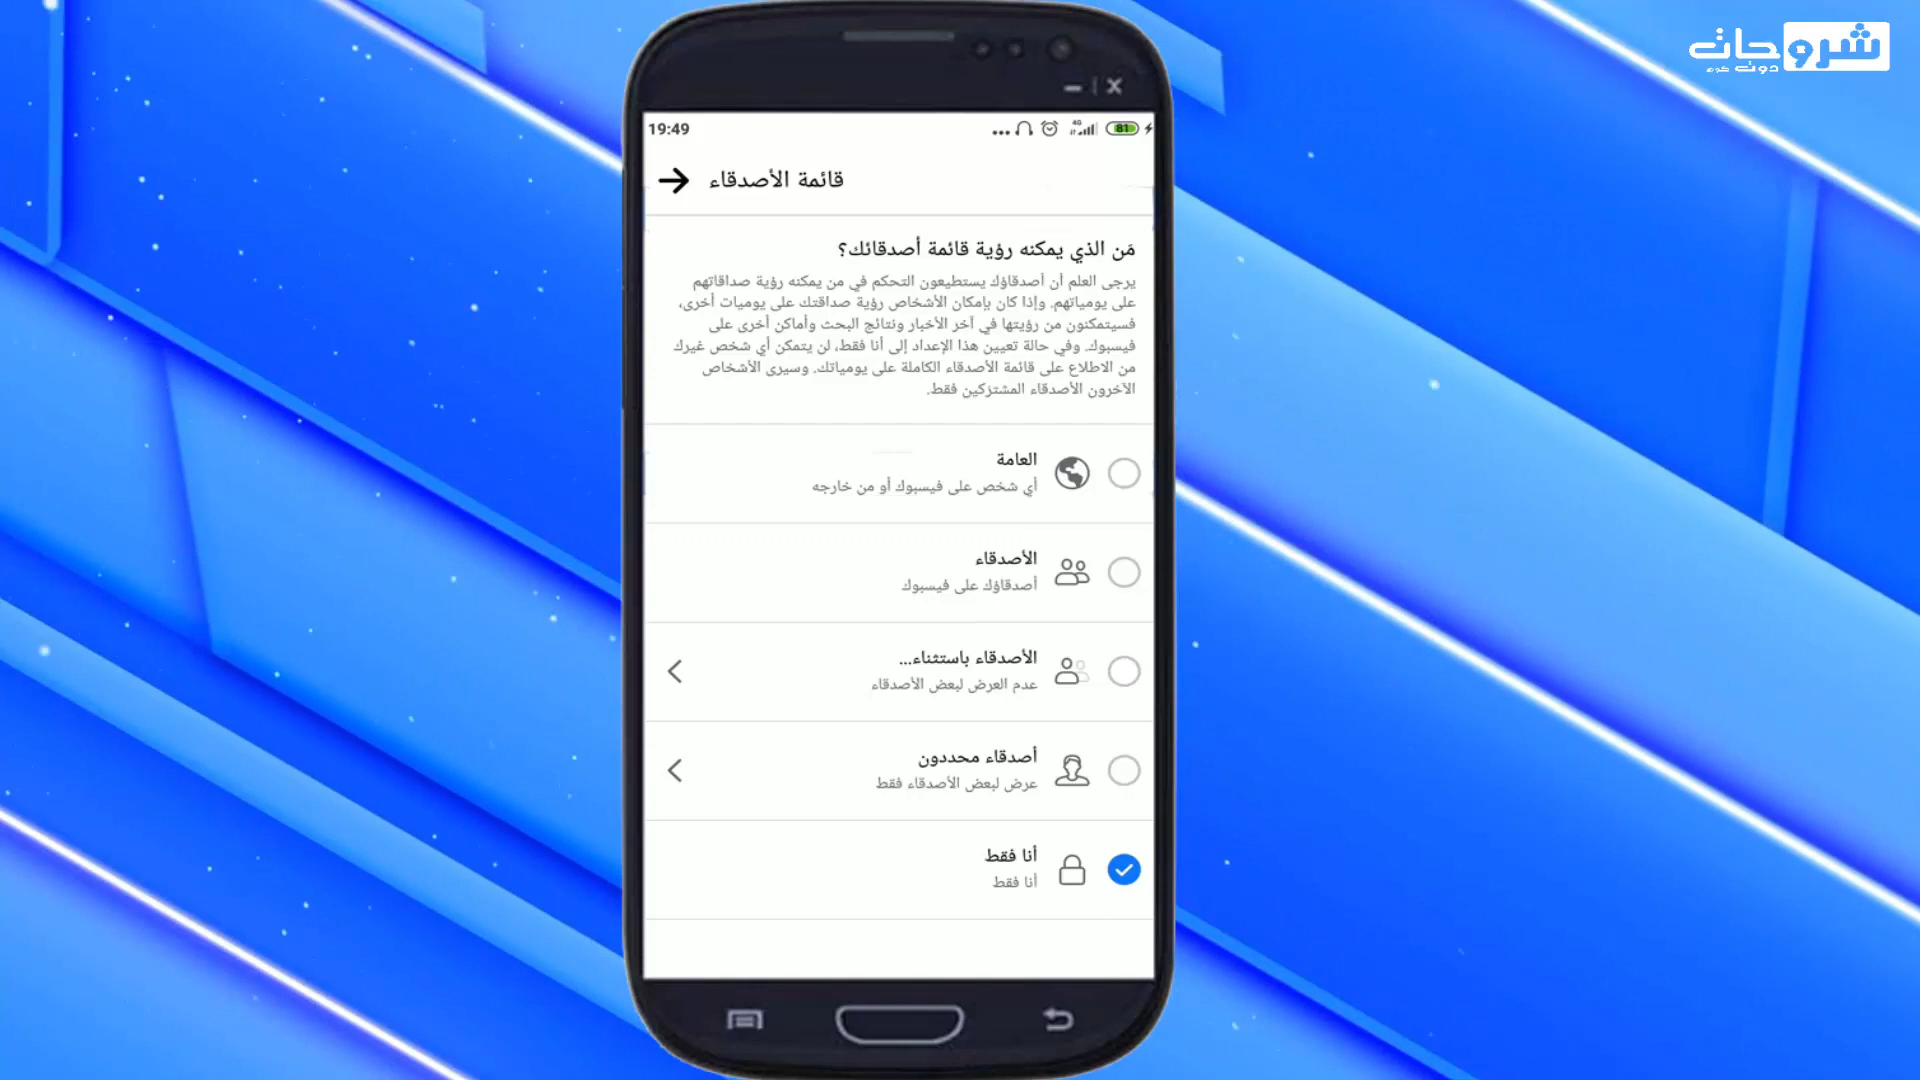 شروحات
دوت كوم
19:49
4G
81
قائمة الأصدقاء
مَن الذي يمكنه رؤية قائمة أصدقائك؟
يرجى العلم أن أصدقاؤك يستطيعون التحكم في من يمكنه رؤية صداقاتهم
على يومياتهم. وإذا كان بإمكان الأشخاص رؤية صداقتك على يوميات أخرى،
فسيتمكنون من رؤيتها في آخر الأخبار ونتائج البحث وأماكن أخرى على
فيسبوك. وفي حالة تعيين هذا الإعداد إلى أنا فقط، لن يتمكن أي شخص غيرك
من الاطلاع على قائمة الأصدقاء الكاملة على يومياتك. وسيرى الأشخاص
الآخرون الأصدقاء المشتركين فقط.
العامة
أي شخص على فيسبوك أو من خارجه
الأصدقاء
أصدقاؤك على فيسبوك
الأصدقاء باستثناء...
عدم العرض لبعض الأصدقاء
أصدقاء محددون
عرض لبعض الأصدقاء فقط
أنا فقط
أنا فقط